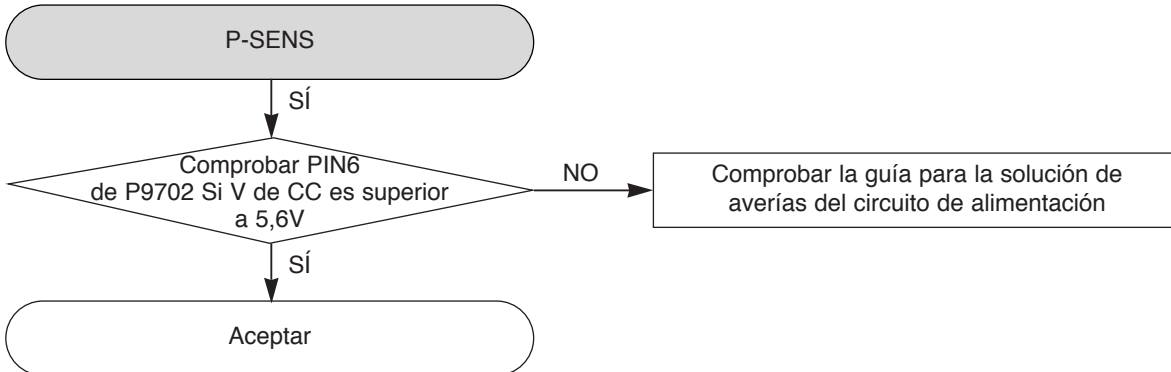 P-SENS
SÍ
Comprobar PIN6
de P9702 Si V de CC es superior
a 5,6V
NO
Comprobar la guía para la solución de
averías del circuito de alimentación
SÍ
Aceptar